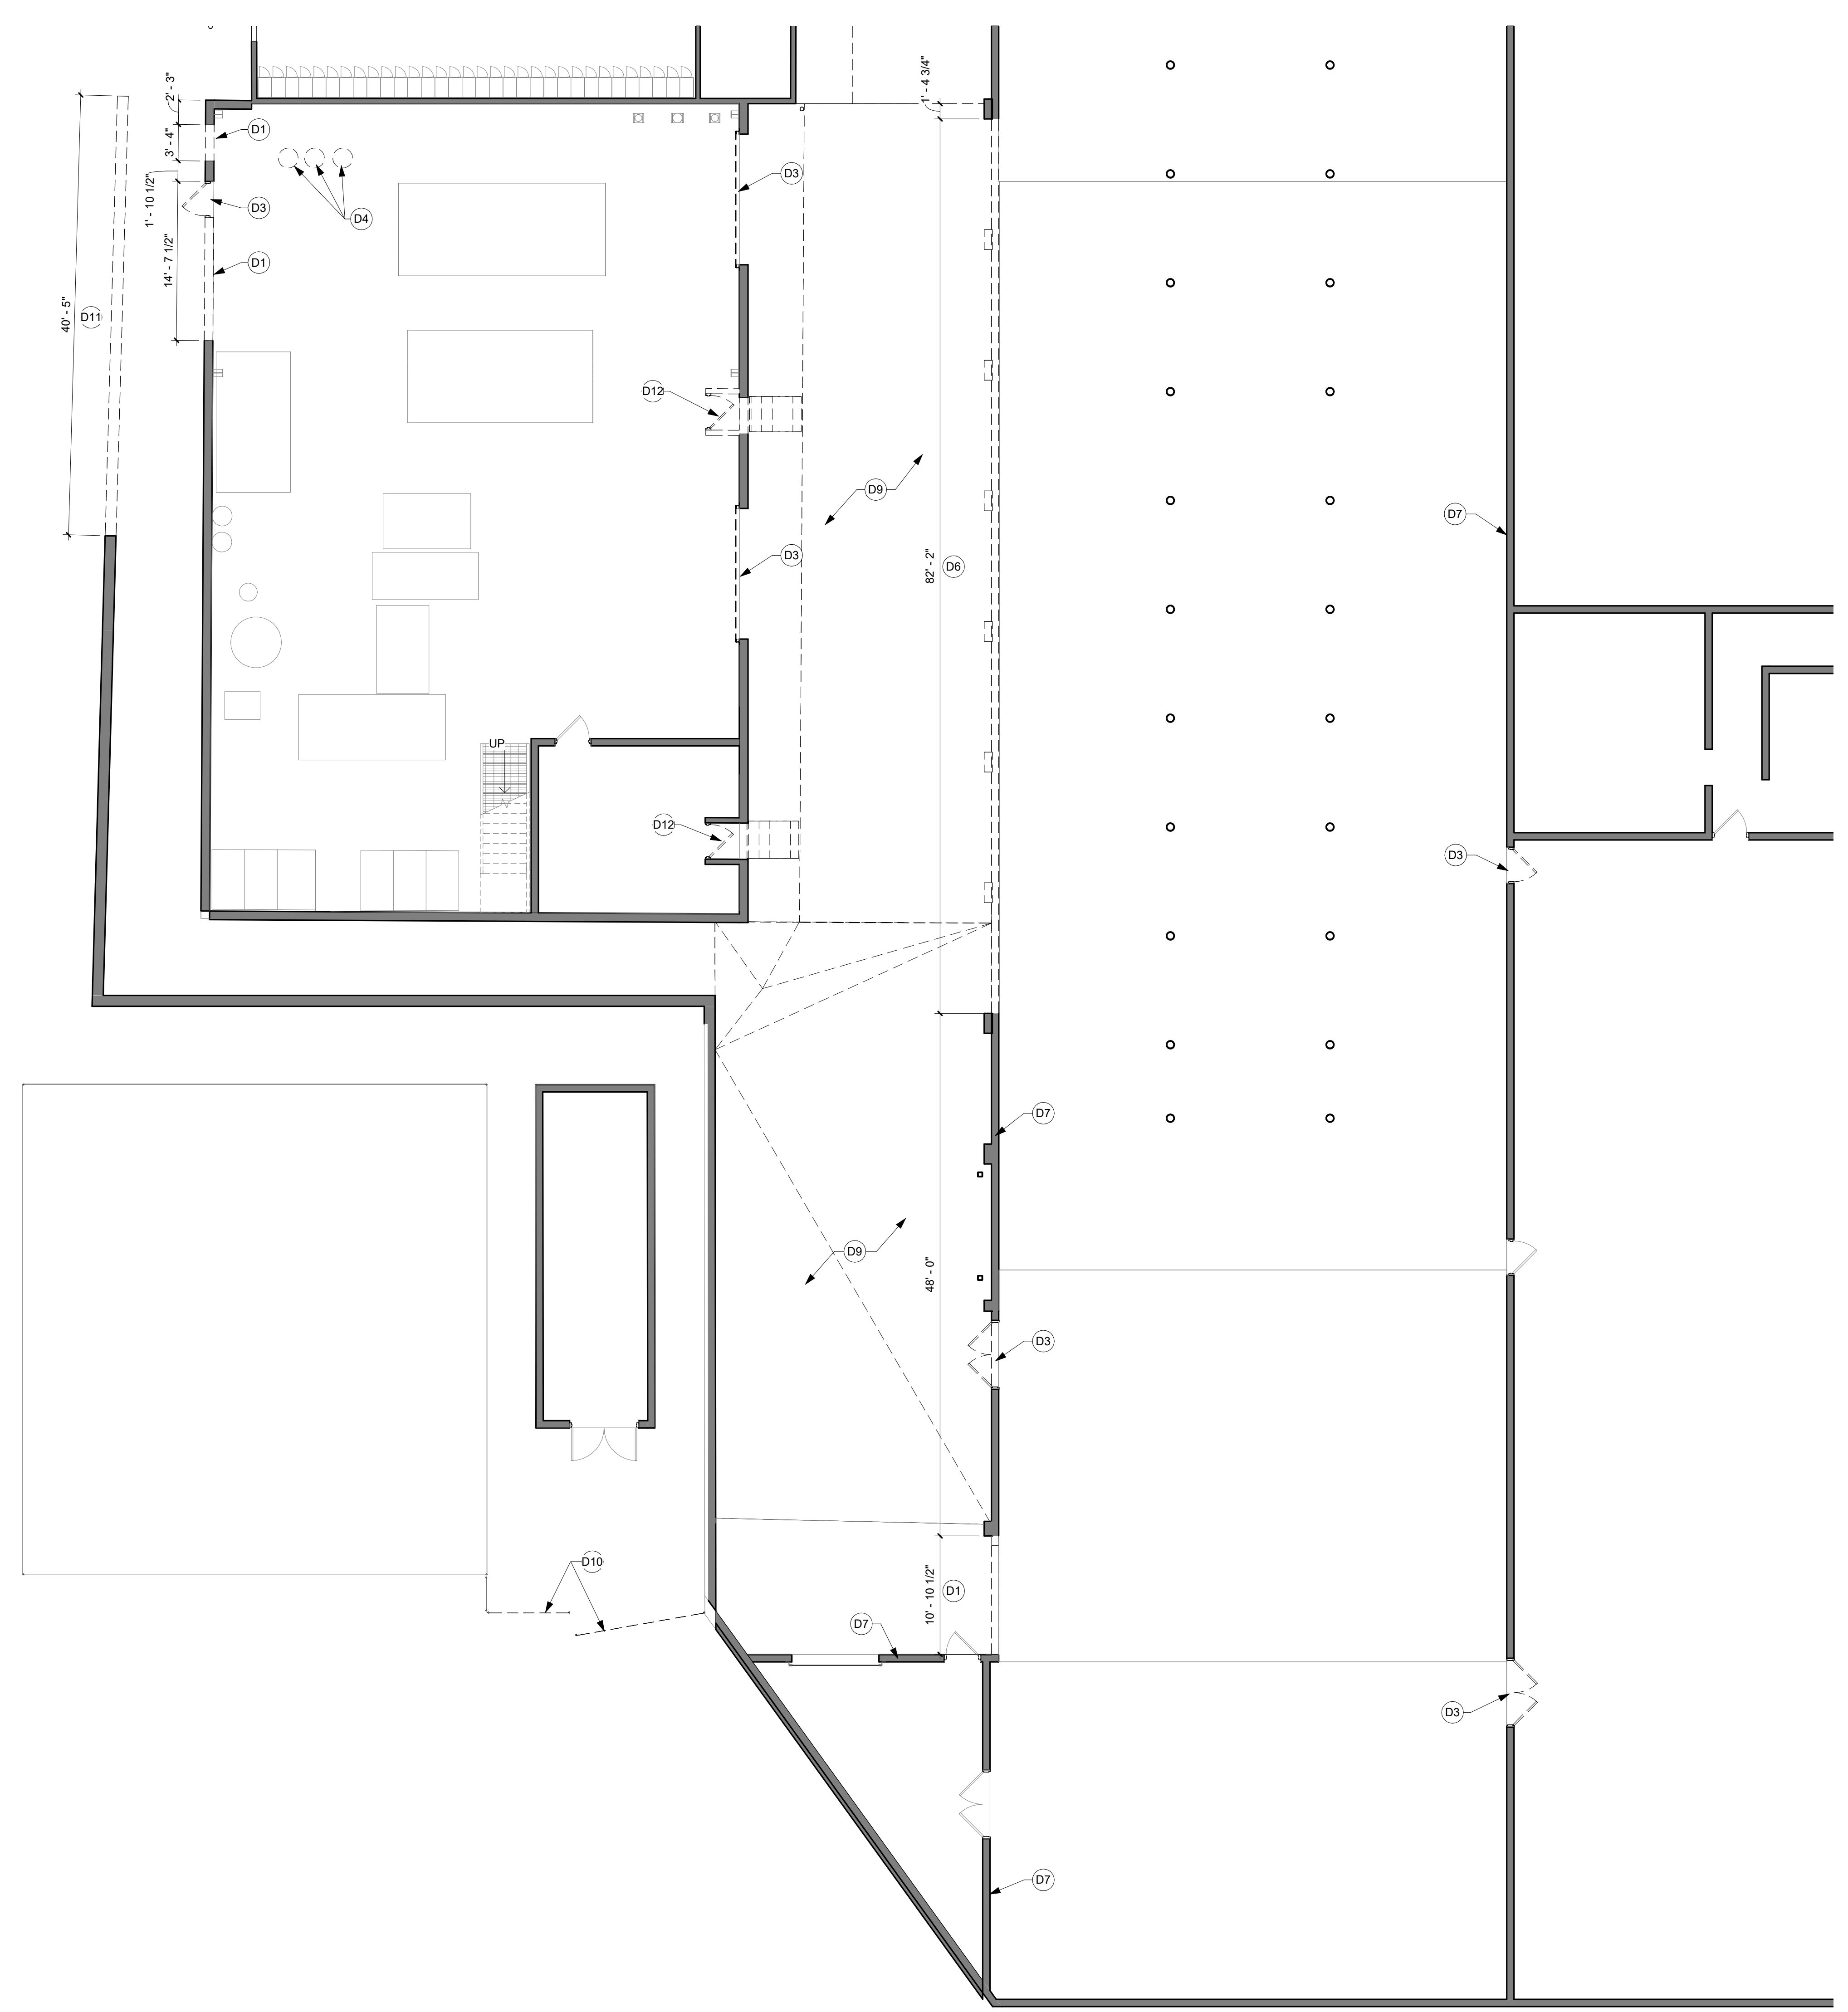 1' - 4 3/4"
2' - 3"
D1
3' - 4"
D3
D3
1' - 10 1/2"
D4
D1
14' - 7 1/2"
40' - 5"
D11
D12
D9
D7
D3
82' - 2"
D6
UP
D12
D3
D7
D9
48' - 0"
D3
D10
10' - 10 1/2"
D1
D7
D3
D7